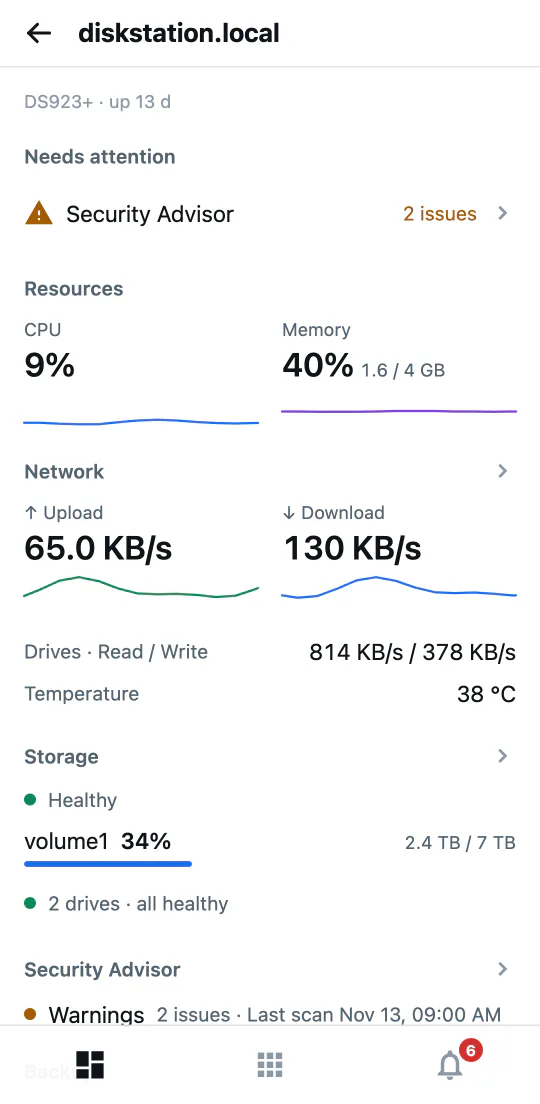 diskstation.local
DS923+ · up 13 d
Needs attention
Security Advisor 2 issues
Resources
CPU Memory
9% 40% 1.6 / 4 GB
Network
↑ Upload ↓ Download
65.0 KB/s 130 KB/s
Drives · Read / Write 814 KB/s / 378 KB/s
Temperature 38 °C
Storage
Healthy
volume1 34% 2.4 TB / 7 TB
2 drives · all healthy
Security Advisor
Warnings 2 issues · Last scan Nov 13, 09:00 AM
6